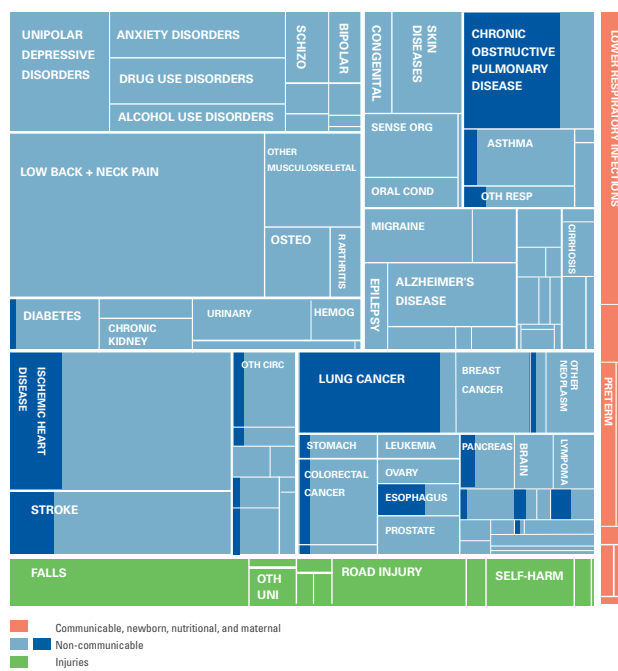 UNIPOLAR
DEPRESSIVE
DISORDERS
ANXIETY DISORDERS
DRUG USE DISORDERS
ALCOHOL USE DISORDERS
SCHIZO
BIPOLAR
CONGENITAL
SKIN
DISEASES
CHRONIC
OBSTRUCTIVE
PULMONARY
DISEASE
LOWER RESPIRATORY INFECTIONS
SENSE ORG
ORAL COND
ASTHMA
OTH RESP
LOW BACK + NECK PAIN
OTHER
MUSCULOSKELETAL
OSTEO
R ARTHRITIS
MIGRAINE
EPILEPSY
ALZHEIMER'S
DISEASE
CIRRHOSIS
DIABETES
CHRONIC
KIDNEY
URINARY
HEMOG
ISCHEMIC HEART
DISEASE
STROKE
OTH CIRC
LUNG CANCER
BREAST
CANCER
OTHER
NEOPLASM
PRETERM
STOMACH
LEUKEMIA
PANCREAS
BRAIN
LYMPOMA
COLORECTAL
CANCER
OVARY
ESOPHAGUS
PROSTATE
FALLS
OTH
UNI
ROAD INJURY
SELF-HARM
Communicable, newborn, nutritional, and maternal
Non-communicable
Injuries